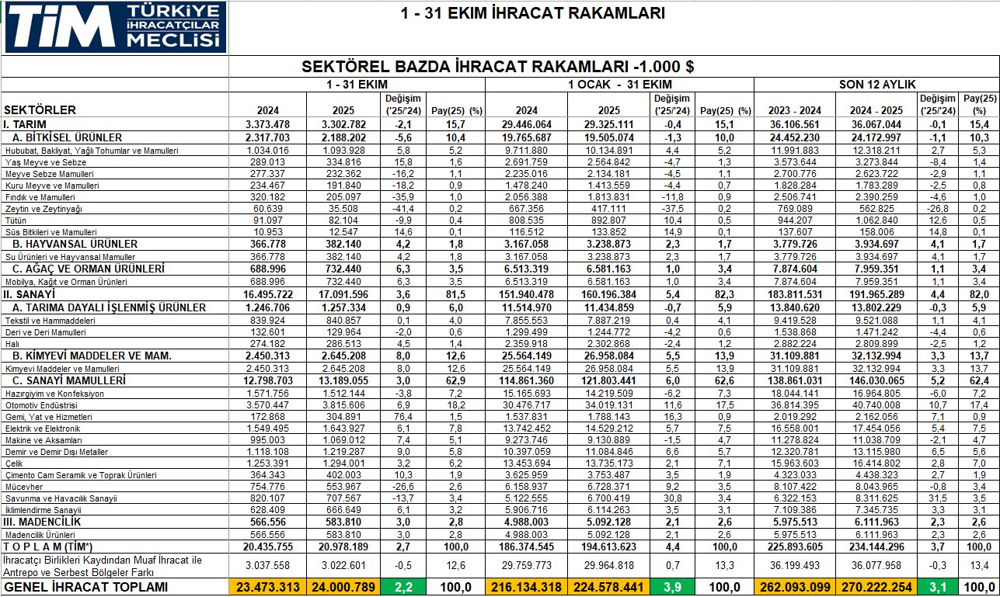 TİM TÜRKİYE
İHRACATÇILAR
MECLİSİ
1 - 31 EKIM İHRACAT RAKAMLARI
SEKTÖREL BAZDA İHRACAT RAKAMLARI -1.000 $
1 - 31 EKIM 1 OCAK - 31 EKIM SON 12 AYLIK
SEKTÖRLER 2024 2025 Değişim ('25/'24) Pay(25) (%) 2024 2025 Değişim ('25/'24) Pay(25) (%) 2023 - 2024 2024 - 2025 Değişim ('25/'24) Pay(25) (%)
I. TARIM 3.373.478 3.302.782 -2,1 15,7 29.446.064 29.325.111 -0,4 15,1 36.106.561 36.067.044 -0,1 15,4
A. BİTKİSEL ÜRÜNLER 2.317.703 2.188.202 -5,6 10,4 19.765.687 19.505.074 -1,3 10,0 24.452.230 24.172.997 -1,1 10,3
Hububat, Bakliyat, Yağlı Tohumlar ve Mamulleri 1.034.016 1.093.928 5,8 5,2 9.711.880 10.134.891 4,4 5,2 11.991.883 12.318.211 2,7 5,3
Yaş Meyve ve Sebze 289.013 334.816 15,8 1,6 2.691.759 2.564.842 -4,7 1,3 3.573.644 3.273.844 -8,4 1,4
Meyve Sebze Mamulleri 277.337 232.362 -16,2 1,1 2.235.016 2.134.181 -4,5 1,1 2.700.776 2.623.722 -2,9 1,1
Kuru Meyve ve Mamulleri 234.467 191.840 -18,2 0,9 1.478.240 1.413.559 -4,4 0,7 1.828.284 1.783.289 -2,5 0,8
Fındık ve Mamulleri 320.182 205.097 -35,9 1,0 2.056.388 1.813.831 -11,8 0,9 2.506.741 2.390.259 -4,6 1,0
Zeytin ve Zeytinyağı 60.639 35.508 -41,4 0,2 667.356 417.111 -37,5 0,2 769.089 562.825 -26,8 0,2
Tütün 91.097 82.104 -9,9 0,4 808.535 892.807 10,4 0,5 944.207 1.062.840 12,6 0,5
Süs Bitkileri ve Mamulleri 10.953 12.547 14,6 0,1 116.512 133.852 14,9 0,1 137.607 158.006 14,8 0,1
B. HAYVANSAL ÜRÜNLER 366.778 382.140 4,2 1,8 3.167.058 3.238.873 2,3 1,7 3.779.726 3.934.697 4,1 1,7
Su Ürünleri ve Hayvansal Mamuller 366.778 382.140 4,2 1,8 3.167.058 3.238.873 2,3 1,7 3.779.726 3.934.697 4,1 1,7
C. AĞAÇ VE ORMAN ÜRÜNLERİ 688.996 732.440 6,3 3,5 6.513.319 6.581.163 1,0 3,4 7.874.604 7.959.351 1,1 3,4
Mobilya, Kağıt ve Orman Ürünleri 688.996 732.440 6,3 3,5 6.513.319 6.581.163 1,0 3,4 7.874.604 7.959.351 1,1 3,4
II. SANAYİ 16.495.722 17.091.596 3,6 81,5 151.940.478 160.196.384 5,4 82,3 183.811.531 191.965.289 4,4 82,0
A. TARIMA DAYALI İŞLENMİŞ ÜRÜNLER 1.246.706 1.257.334 0,9 6,0 11.514.970 11.434.859 -0,7 5,9 13.840.620 13.802.229 -0,3 5,9
Tekstil ve Hammaddeleri 839.924 840.857 0,1 4,0 7.855.553 7.887.219 0,4 4,1 9.419.528 9.521.088 1,1 4,1
Deri ve Deri Mamulleri 132.601 129.964 -2,0 0,6 1.299.499 1.244.772 -4,2 0,6 1.538.868 1.471.242 -4,4 0,6
Halı 274.182 286.513 4,5 1,4 2.359.918 2.302.868 -2,4 1,2 2.882.224 2.809.899 -2,5 1,2
B. KİMYEVİ MADDELER VE MAM. 2.450.313 2.645.208 8,0 12,6 25.564.149 26.958.084 5,5 13,9 31.109.881 32.132.994 3,3 13,7
Kimyevi Maddeler ve Mamulleri 2.450.313 2.645.208 8,0 12,6 25.564.149 26.958.084 5,5 13,9 31.109.881 32.132.994 3,3 13,7
C. SANAYİ MAMULLERİ 12.798.703 13.189.055 3,0 62,9 114.861.360 121.803.441 6,0 62,6 138.861.031 146.030.065 5,2 62,4
Hazırgiyim ve Konfeksiyon 1.571.756 1.512.144 -3,8 7,2 15.165.693 14.219.509 -6,2 7,3 18.044.141 16.964.805 -6,0 7,2
Otomotiv Endüstrisi 3.570.447 3.815.606 6,9 18,2 30.476.717 34.019.131 11,6 17,5 36.814.395 40.740.008 10,7 17,4
Gemi, Yat ve Hizmetleri 172.868 304.891 76,4 1,5 1.537.831 1.788.143 16,3 0,9 2.019.292 2.162.056 7,1 0,9
Elektrik ve Elektronik 1.549.495 1.643.927 6,1 7,8 13.742.452 14.529.212 5,7 7,5 16.558.001 17.454.056 5,4 7,5
Makine ve Aksamları 995.003 1.069.012 7,4 5,1 9.273.746 9.130.889 -1,5 4,7 11.278.824 11.038.709 -2,1 4,7
Demir ve Demir Dışı Metaller 1.118.108 1.219.287 9,0 5,8 10.397.059 11.084.846 6,6 5,7 12.320.781 13.115.980 6,5 5,6
Çelik 1.253.391 1.294.001 3,2 6,2 13.453.694 13.735.173 2,1 7,1 15.963.603 16.414.802 2,8 7,0
Çimento Cam Seramik ve Toprak Ürünleri 364.343 402.003 10,3 1,9 3.625.959 3.753.487 3,5 1,9 4.323.033 4.438.323 2,7 1,9
Mücevher 754.776 553.967 -26,6 2,6 6.158.937 6.728.371 9,2 3,5 8.107.422 8.043.965 -0,8 3,4
Savunma ve Havacılık Sanayii 820.107 707.567 -13,7 3,4 5.122.555 6.700.419 30,8 3,4 6.322.153 8.311.625 31,5 3,5
İklimlendirme Sanayii 628.409 666.649 6,1 3,2 5.906.716 6.114.263 3,5 3,1 7.109.386 7.345.735 3,3 3,1
III. MADENCİLİK 566.556 583.810 3,0 2,8 4.988.003 5.092.128 2,1 2,6 5.975.513 6.111.963 2,3 2,6
Madencilik Ürünleri 566.556 583.810 3,0 2,8 4.988.003 5.092.128 2,1 2,6 5.975.513 6.111.963 2,3 2,6
T O P L A M (TİM*) 20.435.755 20.978.189 2,7 100,0 186.374.545 194.613.623 4,4 100,0 225.893.605 234.144.296 3,7 100,0
İhracatçı Birlikleri Kaydından Muaf İhracat ile
Antrepo ve Serbest Bölgeler Farkı 3.037.558 3.022.601 -0,5 12,6 29.759.773 29.964.818 0,7 13,3 36.199.493 36.077.958 -0,3 13,4
GENEL İHRACAT TOPLAMI 23.473.313 24.000.789 2,2 100,0 216.134.318 224.578.441 3,9 100,0 262.093.099 270.222.254 3,1 100,0